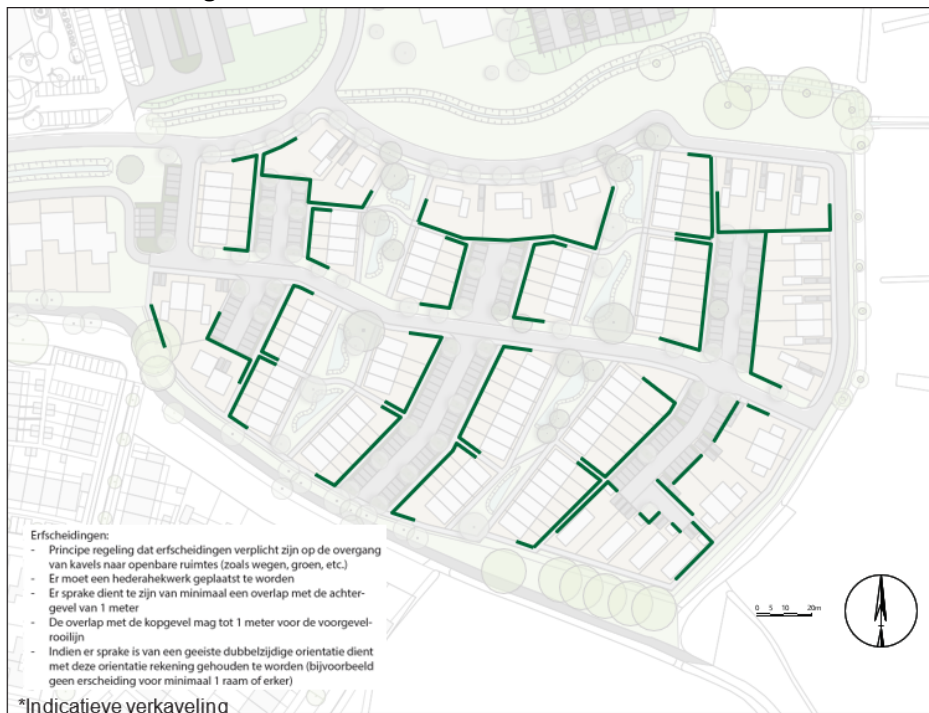 Erfscheidingen:
- Principe regeling dat erfscheidingen verplicht zijn op de overgang
van kavels naar openbare ruimtes (zoals wegen, groen, etc.)
- Er moet een hederahekwerk geplaatst te worden
- Er sprake dient te zijn van minimaal een overlap met de achter-
gevel van 1 meter
- De overlap met de kopgevel mag tot 1 meter voor de voorgevel-
rooilijn
- Indien er sprake is van een geeiste dubbelzijdige orientatie dient
met deze orientatie rekening gehouden te worden (bijvoorbeeld
geen erscheiding voor minimaal 1 raam of erker)
0 5 10 20m
*Indicatieve verkaveling